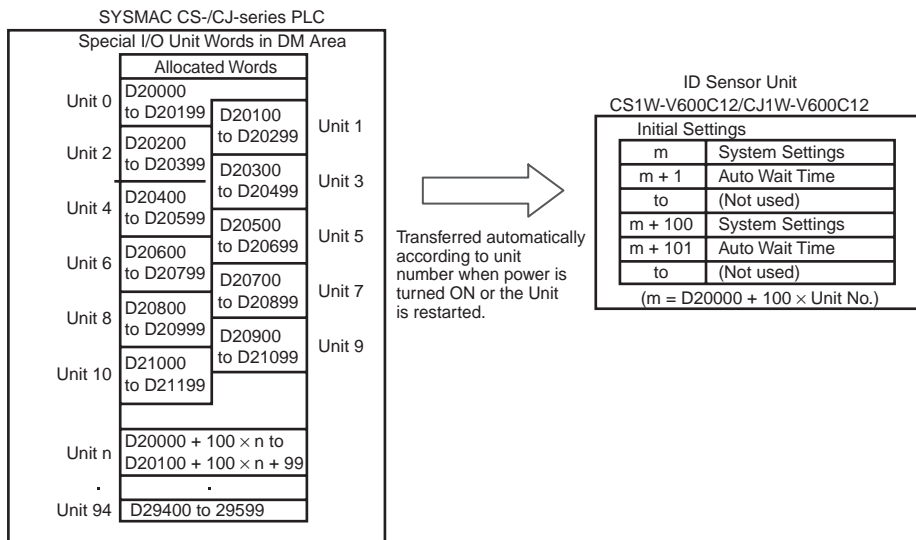 SYSMAC CS-/CJ-series PLC
Special I/O Unit Words in DM Area
Allocated Words
Unit 0
D20000
to D20199
D20100
to D20299
Unit 1
Unit 2
D20200
to D20399
D20300
to D20499
Unit 3
Unit 4
D20400
to D20599
D20500
to D20699
Unit 5
Unit 6
D20600
to D20799
D20700
to D20899
Unit 7
Unit 8
D20800
to D20999
D20900
to D21099
Unit 9
Unit 10
D21000
to D21199
Unit n
D20000 + 100 × n to
D20100 + 100 × n + 99
. .
Unit 94
D29400 to 29599
Transferred automatically
according to unit
number when power is
turned ON or the Unit
is restarted.
ID Sensor Unit
CS1W-V600C12/CJ1W-V600C12
Initial Settings
m System Settings
m + 1 Auto Wait Time
to (Not used)
m + 100 System Settings
m + 101 Auto Wait Time
to (Not used)
(m = D20000 + 100 × Unit No.)